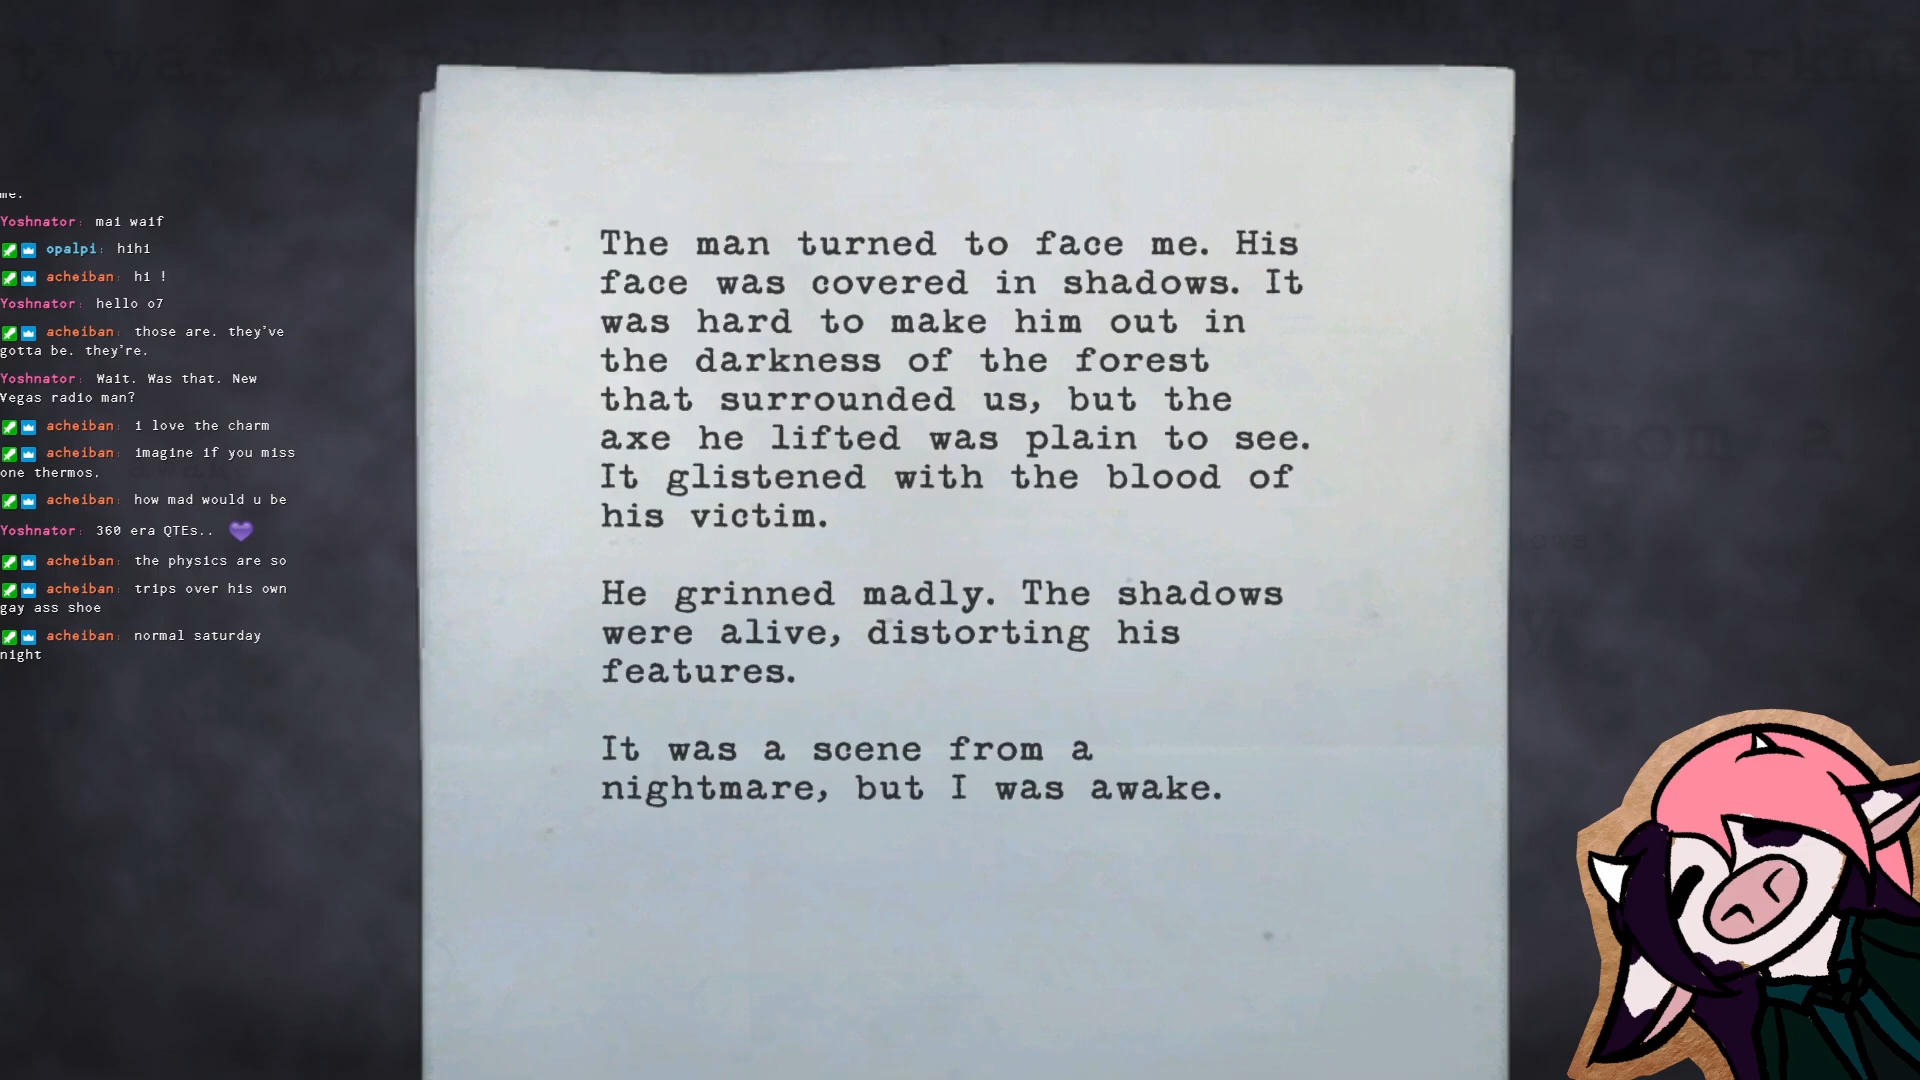 me.
Yoshnator: mai waif
opalpi: hihi
acheiban: hi !
Yoshnator: hello o7
acheiban: those are. they've
gotta be. they're.
Yoshnator: Wait. Was that. New
Vegas radio man?
acheiban: i love the charm
acheiban: imagine if you miss
one thermos.
acheiban: how mad would u be
Yoshnator: 360 era QTEs..
acheiban: the physics are so
acheiban: trips over his own
gay ass shoe
acheiban: normal saturday
night
The man turned to face me. His
face was covered in shadows. It
was hard to make him out in
the darkness of the forest
that surrounded us, but the
axe he lifted was plain to see.
It glistened with the blood of
his victim.
He grinned madly. The shadows
were alive, distorting his
features.
It was a scene from a
nightmare, but I was awake.